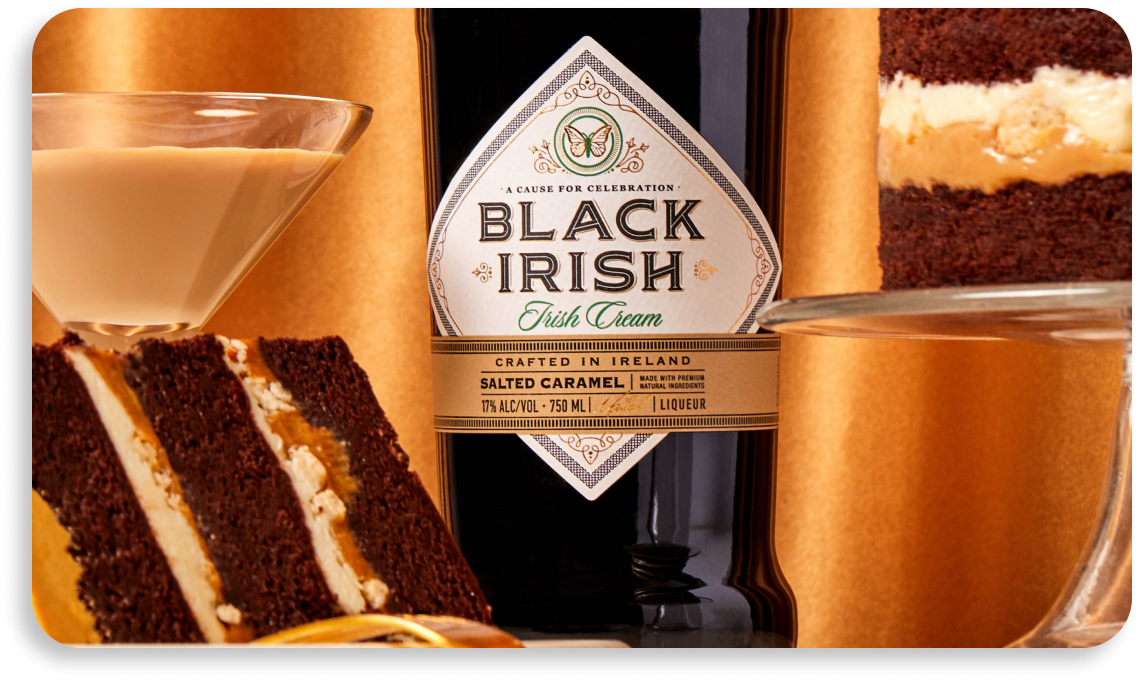 · A CAUSE FOR CELEBRATION ·
BLACK
IRISH
Irish Cream
CRAFTED IN IRELAND
SALTED CARAMEL | MADE WITH PREMIUM
NATURAL INGREDIENTS
17% ALC/VOL · 750 ML | | LIQUEUR